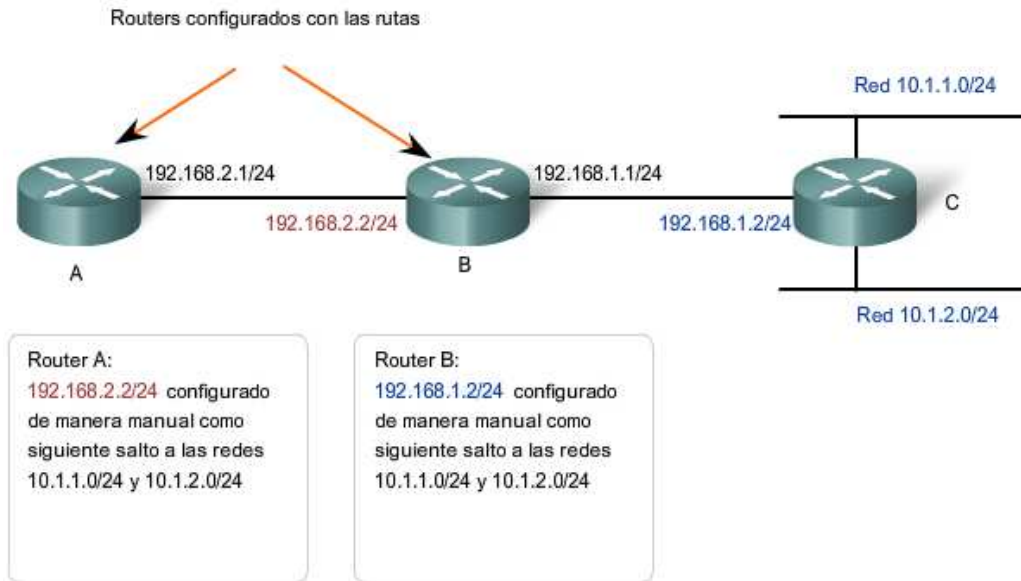 Routers configurados con las rutas
Red 10.1.1.0/24
192.168.2.1/24
192.168.1.1/24
192.168.2.2/24
192.168.1.2/24
C
A
B
Red 10.1.2.0/24
Router A:
192.168.2.2/24 configurado
de manera manual como
siguiente salto a las redes
10.1.1.0/24 y 10.1.2.0/24
Router B:
192.168.1.2/24 configurado
de manera manual como
siguiente salto a las redes
10.1.1.0/24 y 10.1.2.0/24